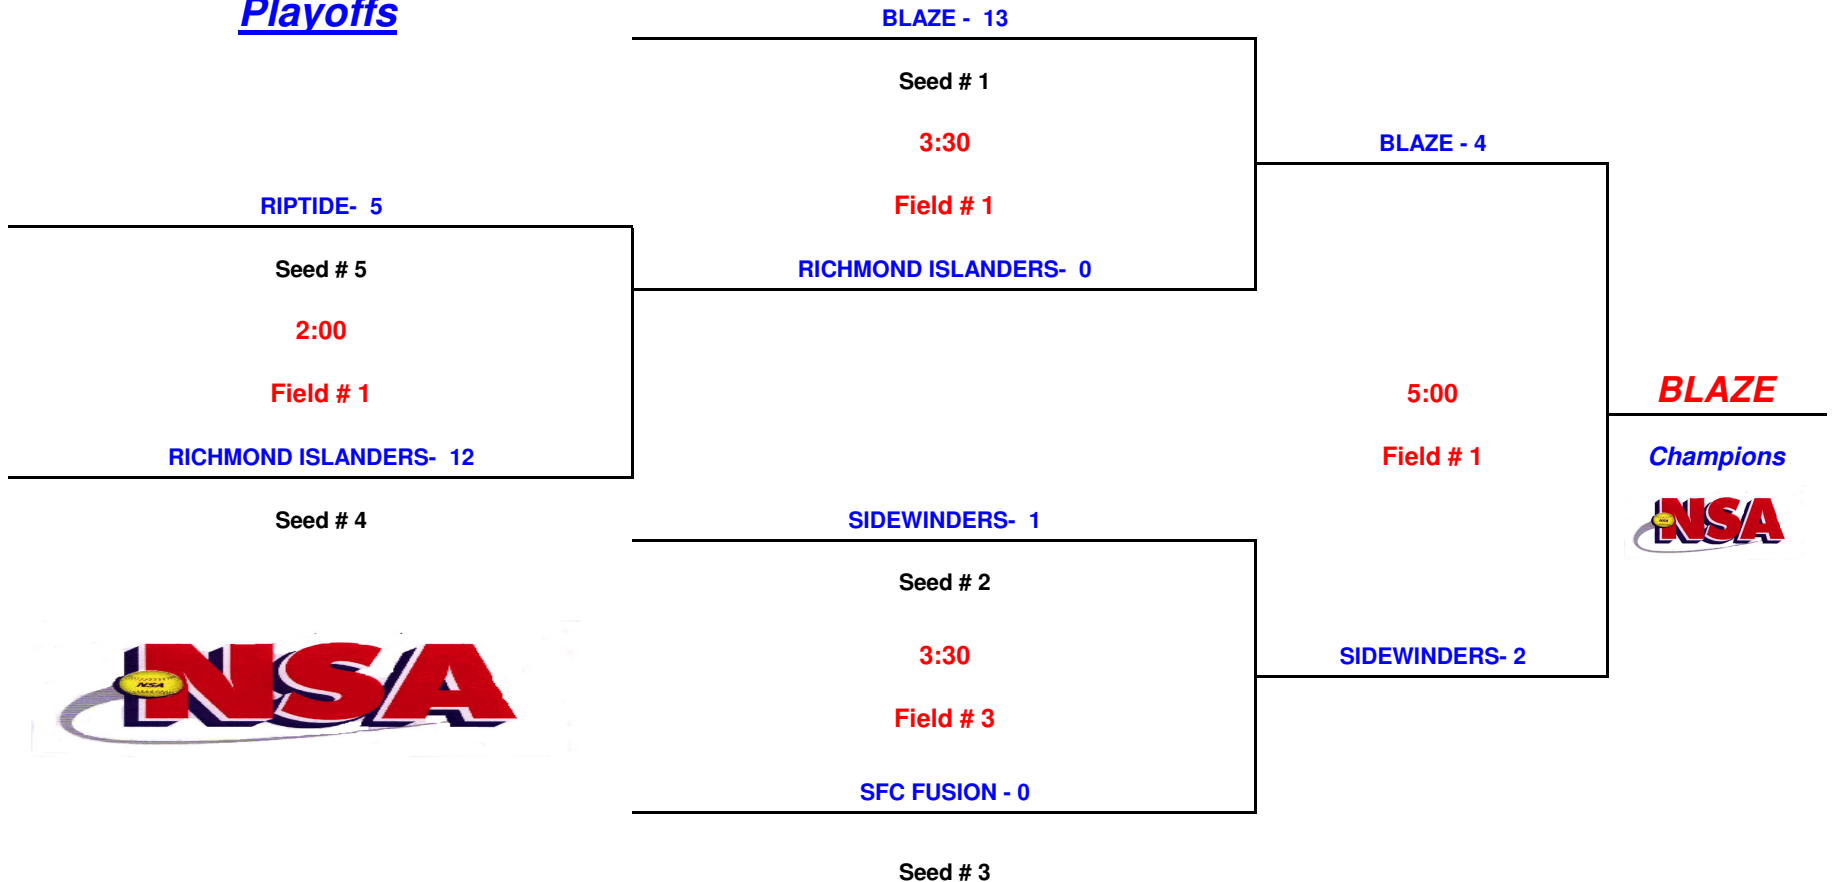 Playoffs
BLAZE - 13
Seed # 1
3:30
BLAZE - 4
RIPTIDE- 5
Field # 1
Seed # 5
RICHMOND ISLANDERS- 0
2:00
Field # 1
5:00
BLAZE
RICHMOND ISLANDERS- 12
Field # 1
Champions
Seed # 4
SIDEWINDERS- 1
NSA
NSA
Seed # 2
NSA
NSA
3:30
SIDEWINDERS- 2
Field # 3
SFC FUSION - 0
Seed # 3